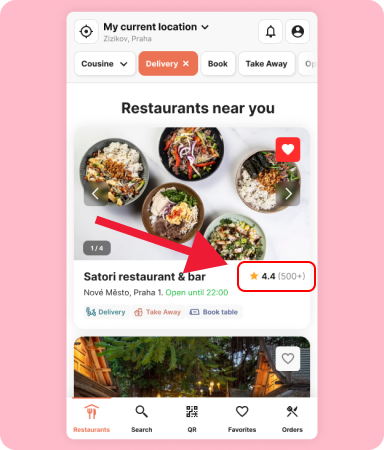 My current location
Zizikov, Praha
Cousine
Delivery ✕
Book
Take Away
Op
Restaurants near you
1 / 4
Satori restaurant & bar
★ 4.4 (500+)
Nové Město, Praha 1. Open until 22:00
Delivery
Take Away
Book table
Restaurants
Search
QR
Favorites
Orders